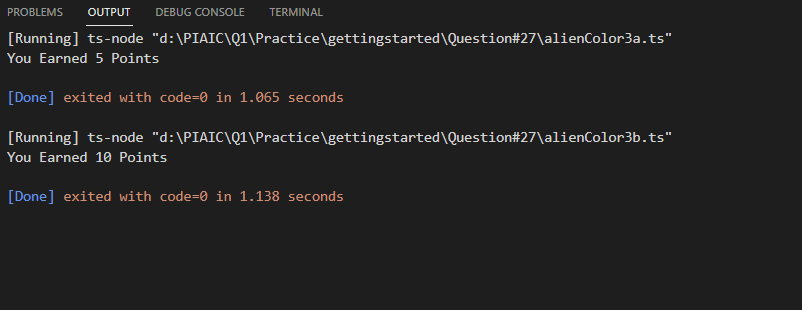 PROBLEMS OUTPUT DEBUG CONSOLE TERMINAL
[Running] ts-node "d:\PIAIC\Q1\Practice\gettingstarted\Question#27\alienColor3a.ts"
You Earned 5 Points
[Done] exited with code=0 in 1.065 seconds
[Running] ts-node "d:\PIAIC\Q1\Practice\gettingstarted\Question#27\alienColor3b.ts"
You Earned 10 Points
[Done] exited with code=0 in 1.138 seconds